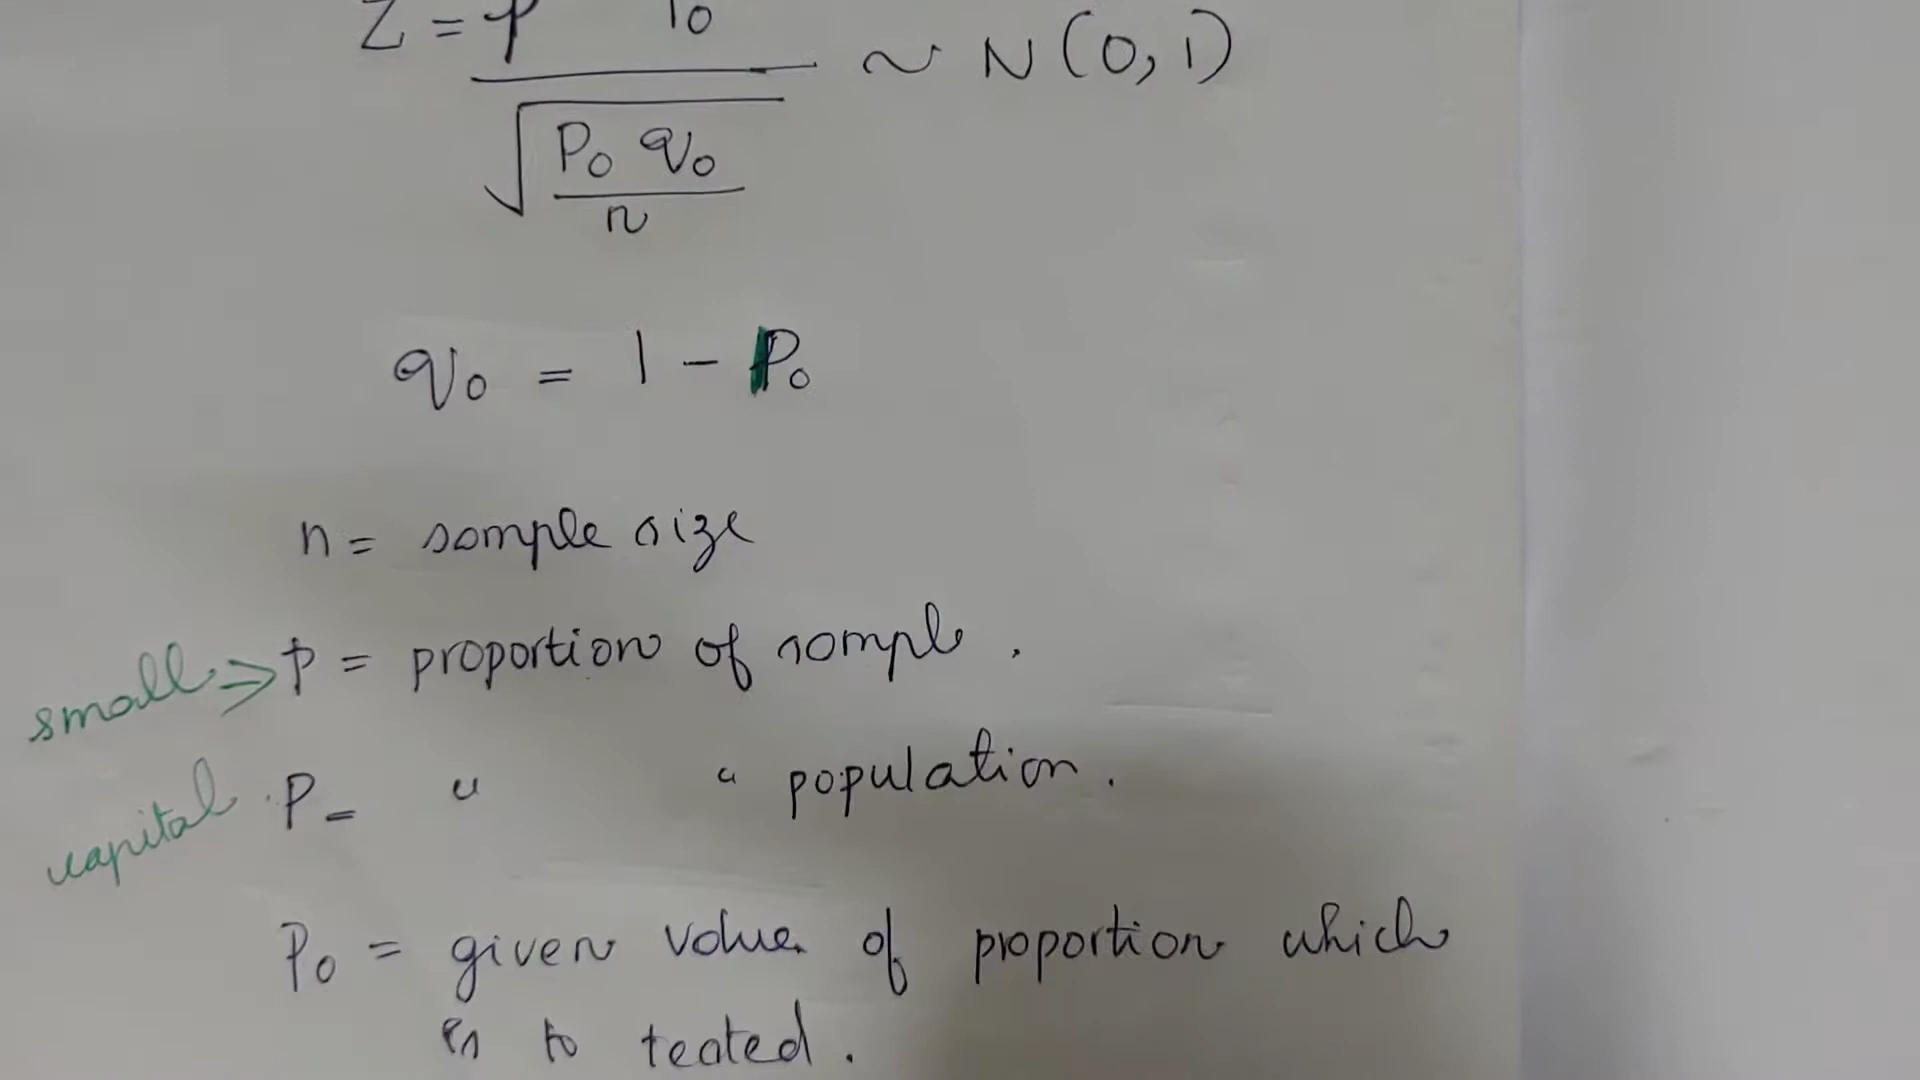 Z = p P0
~ N(0,1)
√ P0 q0
n
q0 = 1 - P0
n = sample size
small => p = proportion of sample.
capital P = " " population.
P0 = given value of proportion which
is to tested.